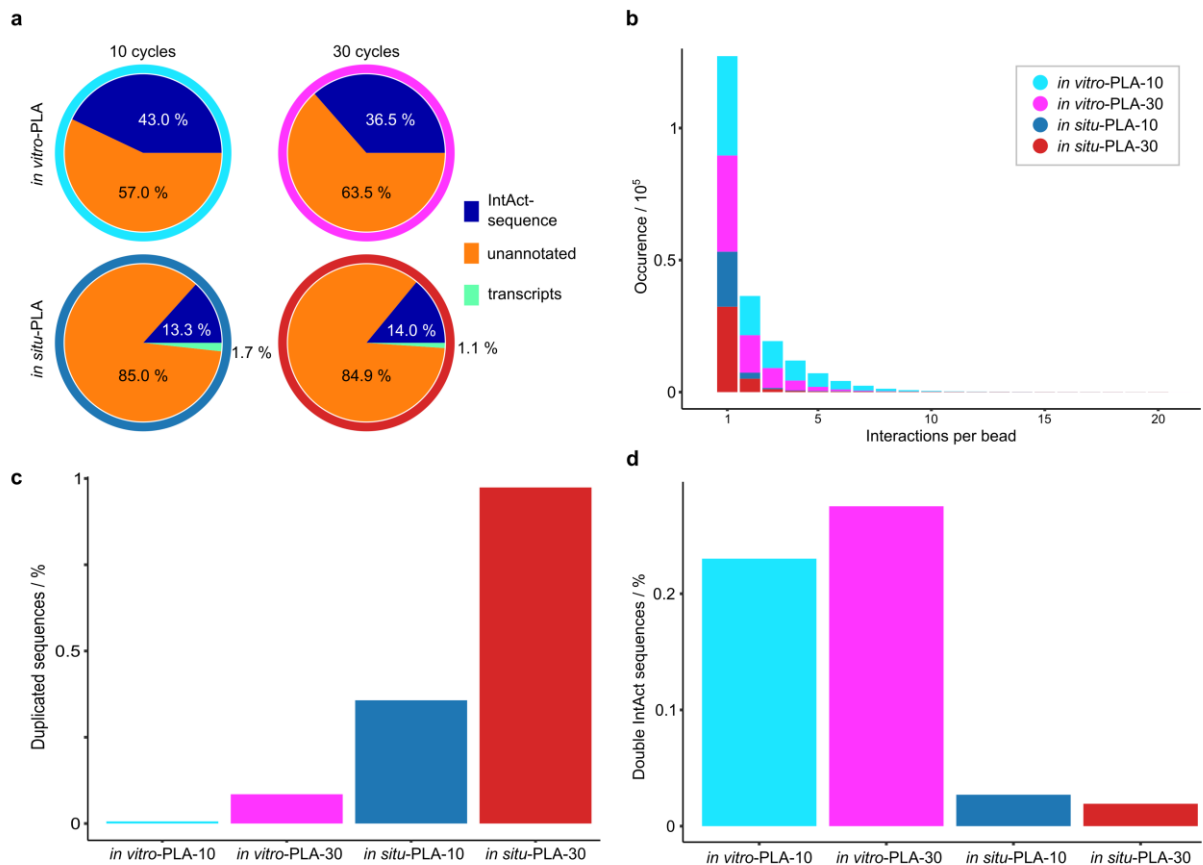 a
10 cycles
30 cycles
in vitro-PLA
43.0 %
57.0 %
36.5 %
63.5 %
IntAct-
sequence
unannotated
transcripts
in situ-PLA
13.3 %
1.7 %
85.0 %
14.0 %
1.1 %
84.9 %
b
Occurence / 10⁵
1
0.5
0
1
5
10
15
20
Interactions per bead
in vitro-PLA-10
in vitro-PLA-30
in situ-PLA-10
in situ-PLA-30
c
Duplicated sequences / %
1
0.5
0
in vitro-PLA-10
in vitro-PLA-30
in situ-PLA-10
in situ-PLA-30
d
Double IntAct sequences / %
0.2
0.1
0
in vitro-PLA-10
in vitro-PLA-30
in situ-PLA-10
in situ-PLA-30